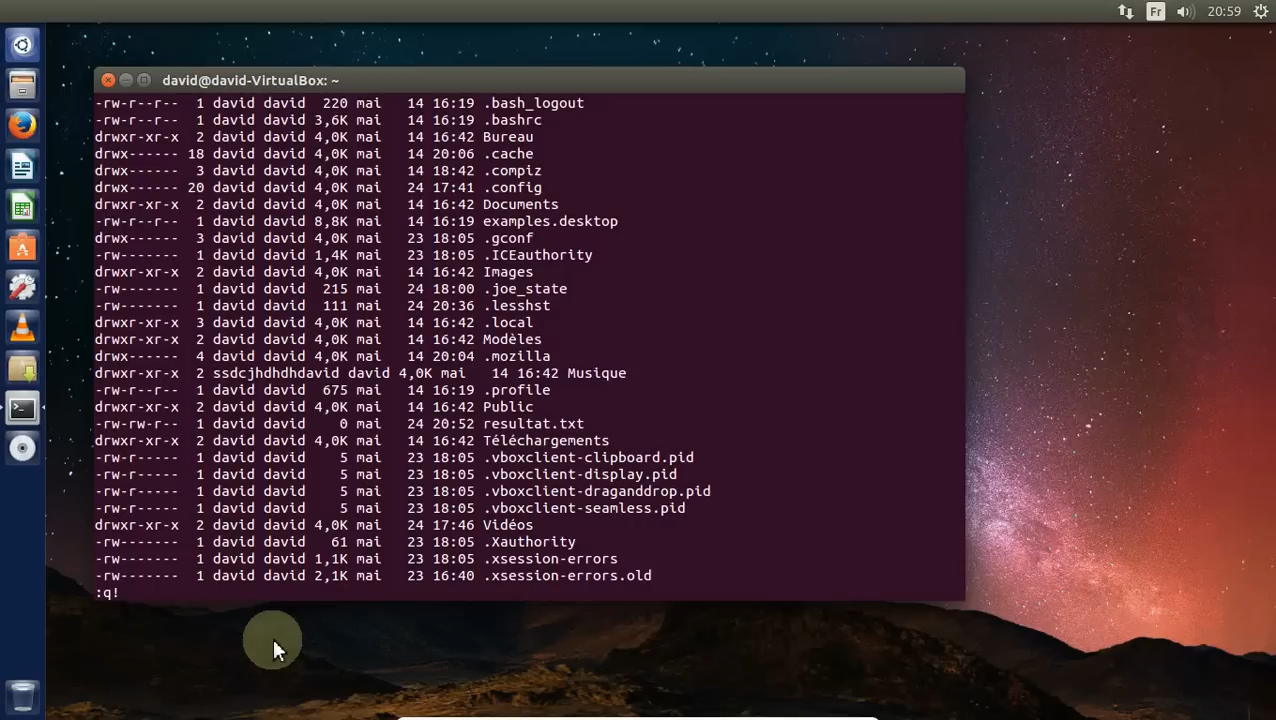 Fr 20:59
david@david-VirtualBox: ~
-rw-r--r--  1 david david  220 mai   14 16:19 .bash_logout
-rw-r--r--  1 david david 3,6K mai   14 16:19 .bashrc
drwxr-xr-x  2 david david 4,0K mai   14 16:42 Bureau
drwx------ 18 david david 4,0K mai   14 20:06 .cache
drwx------  3 david david 4,0K mai   14 18:42 .compiz
drwx------ 20 david david 4,0K mai   24 17:41 .config
drwxr-xr-x  2 david david 4,0K mai   14 16:42 Documents
-rw-r--r--  1 david david 8,8K mai   14 16:19 examples.desktop
drwx------  3 david david 4,0K mai   23 18:05 .gconf
-rw-------  1 david david 1,4K mai   23 18:05 .ICEauthority
drwxr-xr-x  2 david david 4,0K mai   14 16:42 Images
-rw-------  1 david david  215 mai   24 18:00 .joe_state
-rw-------  1 david david  111 mai   24 20:36 .lesshst
drwxr-xr-x  3 david david 4,0K mai   14 16:42 .local
drwxr-xr-x  2 david david 4,0K mai   14 16:42 Modèles
drwx------  4 david david 4,0K mai   14 20:04 .mozilla
drwxrxr-x  2 ssdcjhdhdhdavid david 4,0K mai   14 16:42 Musique
-rw-r--r--  1 david david  675 mai   14 16:19 .profile
drwxr-xr-x  2 david david 4,0K mai   14 16:42 Public
-rw-rw-r--  1 david david    0 mai   24 20:52 resultat.txt
drwxr-xr-x  2 david david 4,0K mai   14 16:42 Téléchargements
-rw-r-----  1 david david    5 mai   23 18:05 .vboxclient-clipboard.pid
-rw-r-----  1 david david    5 mai   23 18:05 .vboxclient-display.pid
-rw-r-----  1 david david    5 mai   23 18:05 .vboxclient-draganddrop.pid
-rw-r-----  1 david david    5 mai   23 18:05 .vboxclient-seamless.pid
drwxr-xr-x  2 david david 4,0K mai   24 17:46 Vidéos
-rw-------  1 david david   61 mai   23 18:05 .Xauthority
-rw-------  1 david david 1,1K mai   23 18:05 .xsession-errors
-rw-------  1 david david 2,1K mai   23 16:40 .xsession-errors.old
:q!